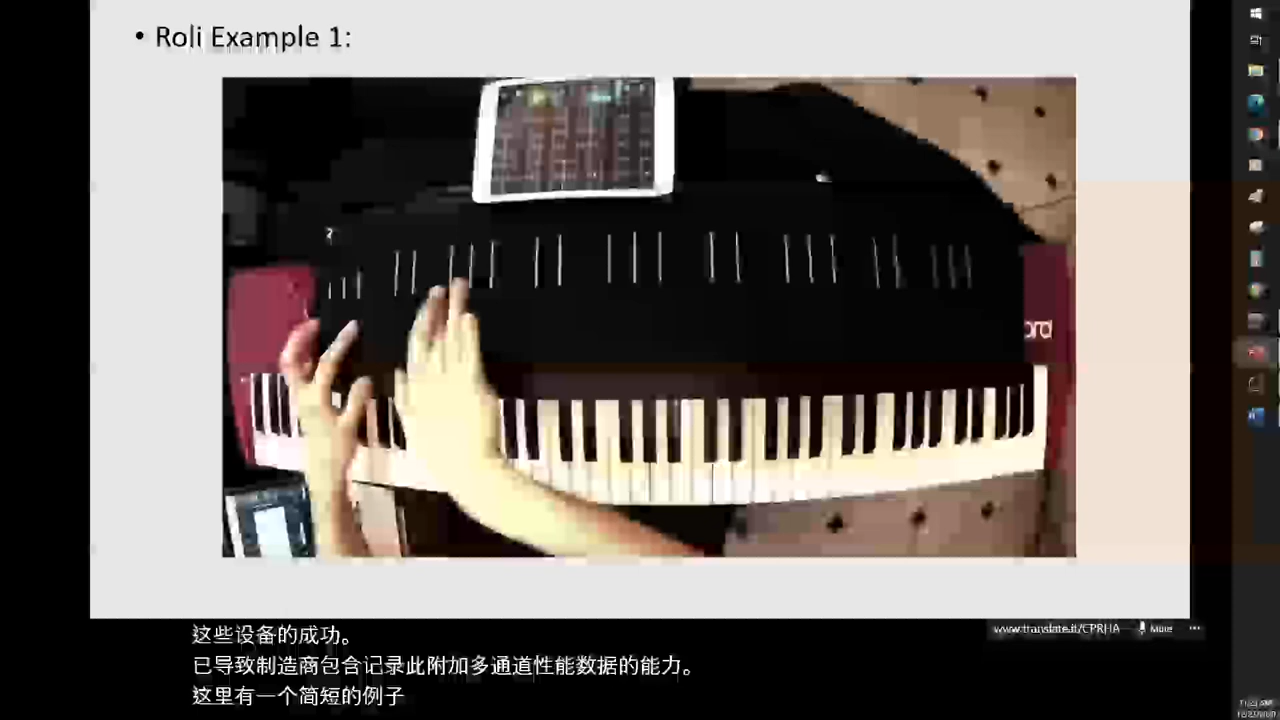 • Roli Example 1:
ord
www.translate.it/CPRHA
More
•••
这些设备的成功。
已导致制造商包含记录此附加多通道性能数据的能力。
这里有一个简短的例子